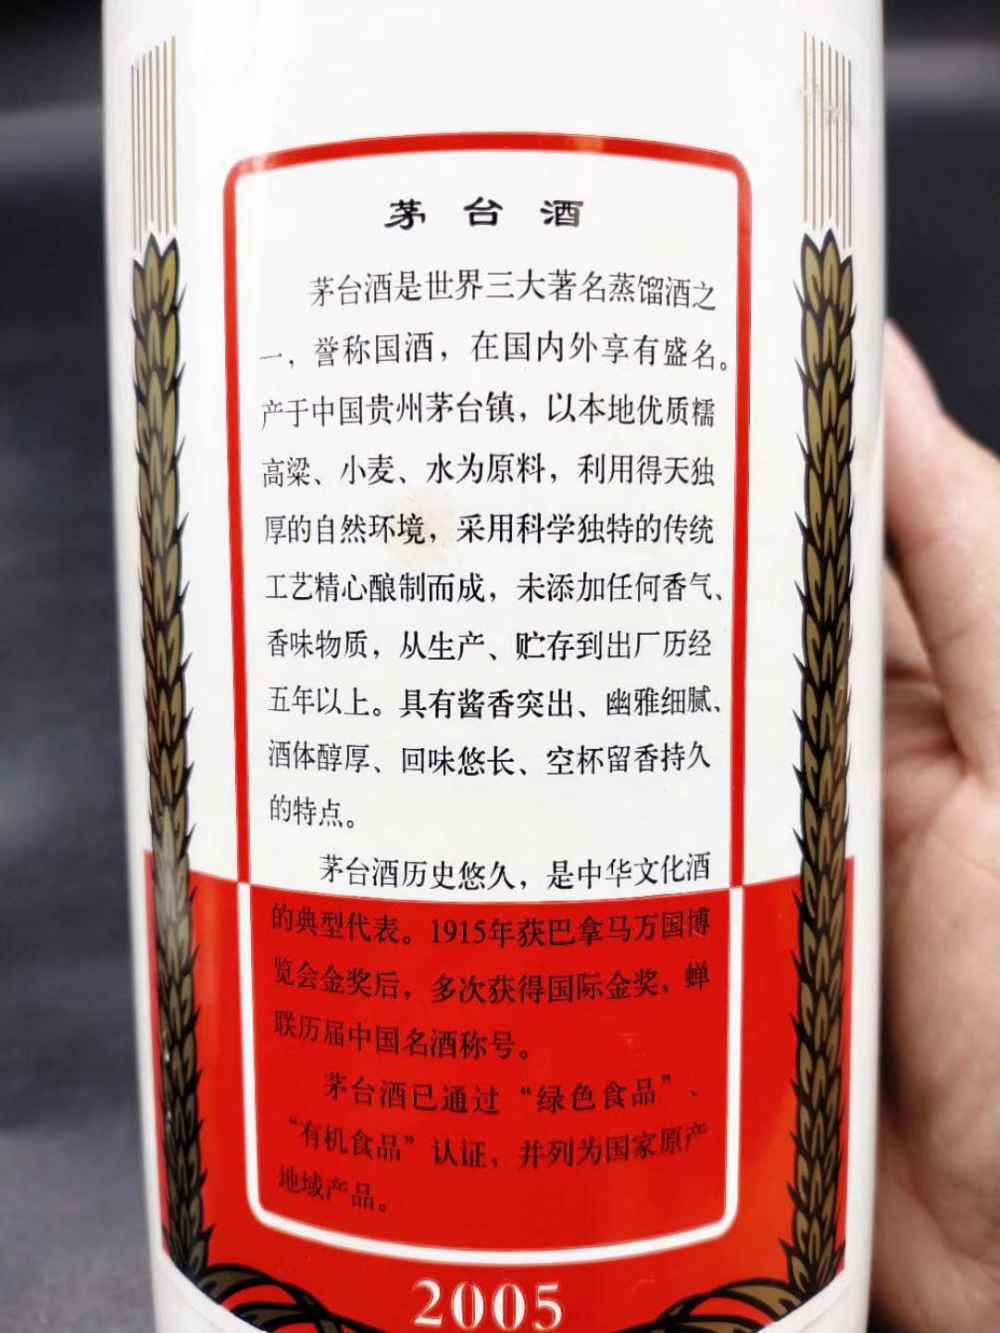 茅台酒
茅台酒是世界三大著名蒸馏酒之
一，誉称国酒，在国内外享有盛名。
产于中国贵州茅台镇，以本地优质糯
高粱、小麦、水为原料，利用得天独
厚的自然环境，采用科学独特的传统
工艺精心酿制而成，未添加任何香气、
香味物质，从生产、贮存到出厂历经
五年以上。具有酱香突出、幽雅细腻、
酒体醇厚、回味悠长、空杯留香持久
的特点。
茅台酒历史悠久，是中华文化酒
的典型代表。1915年获巴拿马万国博
览会金奖后，多次获得国际金奖，蝉
联历届中国名酒称号。
茅台酒已通过“绿色食品”、
“有机食品”认证，并列为国家原产
地域产品。
2005